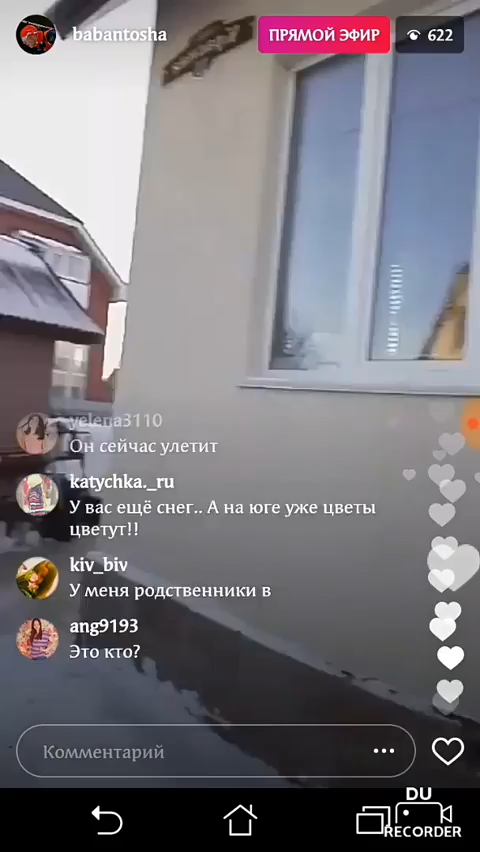 babantosha
ПРЯМОЙ ЭФИР
622
yelena3110
Он сейчас улетит
katychka._ru
У вас ещё снег.. А на юге уже цветы
цветут!!
kiv_biv
У меня родственники в
ang9193
Это кто?
Комментарий
DU
RECORDER